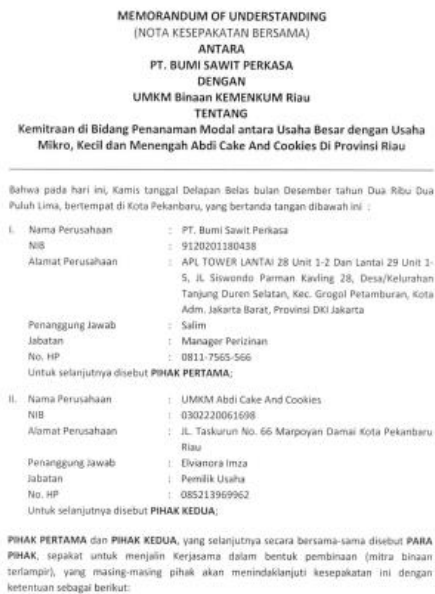 MEMORANDUM OF UNDERSTANDING
(NOTA KESEPAKATAN BERSAMA)
ANTARA
PT. BUMI SAWIT PERKASA
DENGAN
UMKM Binaan KEMENKUM Riau
TENTANG
Kemitraan di Bidang Penanaman Modal antara Usaha Besar dengan Usaha
Mikro, Kecil dan Menengah Abdi Cake And Cookies Di Provinsi Riau
Bahwa pada hari ini, Kamis tanggal Delapan Belas bulan Desember tahun Dua Ribu Dua
Puluh Lima, bertempat di Kota Pekanbaru, yang bertanda tangan dibawah ini :
I. Nama Perusahaan : PT. Bumi Sawit Perkasa
NIB : 9120201180438
Alamat Perusahaan : APL TOWER LANTAI 28 Unit 1-2 Dan Lantai 29 Unit 1-
5, JL Siswondo Parman Kavling 28, Desa/Kelurahan
Tanjung Duren Selatan, Kec. Grogol Petamburan, Kota
Adm. Jakarta Barat, Provinsi DKI Jakarta
Penanggung Jawab : Salim
Jabatan : Manager Perizinan
No. HP : 0811-7565-566
Untuk selanjutnya disebut PIHAK PERTAMA;
II. Nama Perusahaan : UMKM Abdi Cake And Cookies
NIB : 0302220061698
Alamat Perusahaan : JL. Taskurun No. 66 Marpoyan Damai Kota Pekanbaru
Riau
Penanggung Jawab : Elvianora Imza
Jabatan : Pemilik Usaha
No. HP : 085213969962
Untuk selanjutnya disebut PIHAK KEDUA;
PIHAK PERTAMA dan PIHAK KEDUA, yang selanjutnya secara bersama-sama disebut PARA
PIHAK, sepakat untuk menjalin Kerjasama dalam bentuk pembinaan (mitra binaan
terlampir), yang masing-masing pihak akan menindaklanjuti kesepakatan ini dengan
ketentuan sebagai berikut: